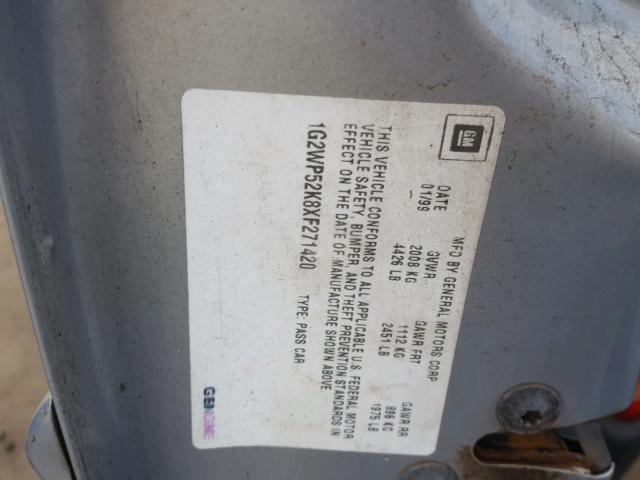 GM
MFD BY GENERAL MOTORS CORP
DATE GVWR GAWR FRT GAWR RR
01/99 2008 KG 1112 KG 896 KG
4426 LB 2451 LB 1975 LB
THIS VEHICLE CONFORMS TO ALL APPLICABLE U.S. FEDERAL MOTOR
VEHICLE SAFETY, BUMPER, AND THEFT PREVENTION STANDARDS IN
EFFECT ON THE DATE OF MANUFACTURE SHOWN ABOVE
1G2WP52K8XF271420 TYPE: PASS CAR
GENUINE